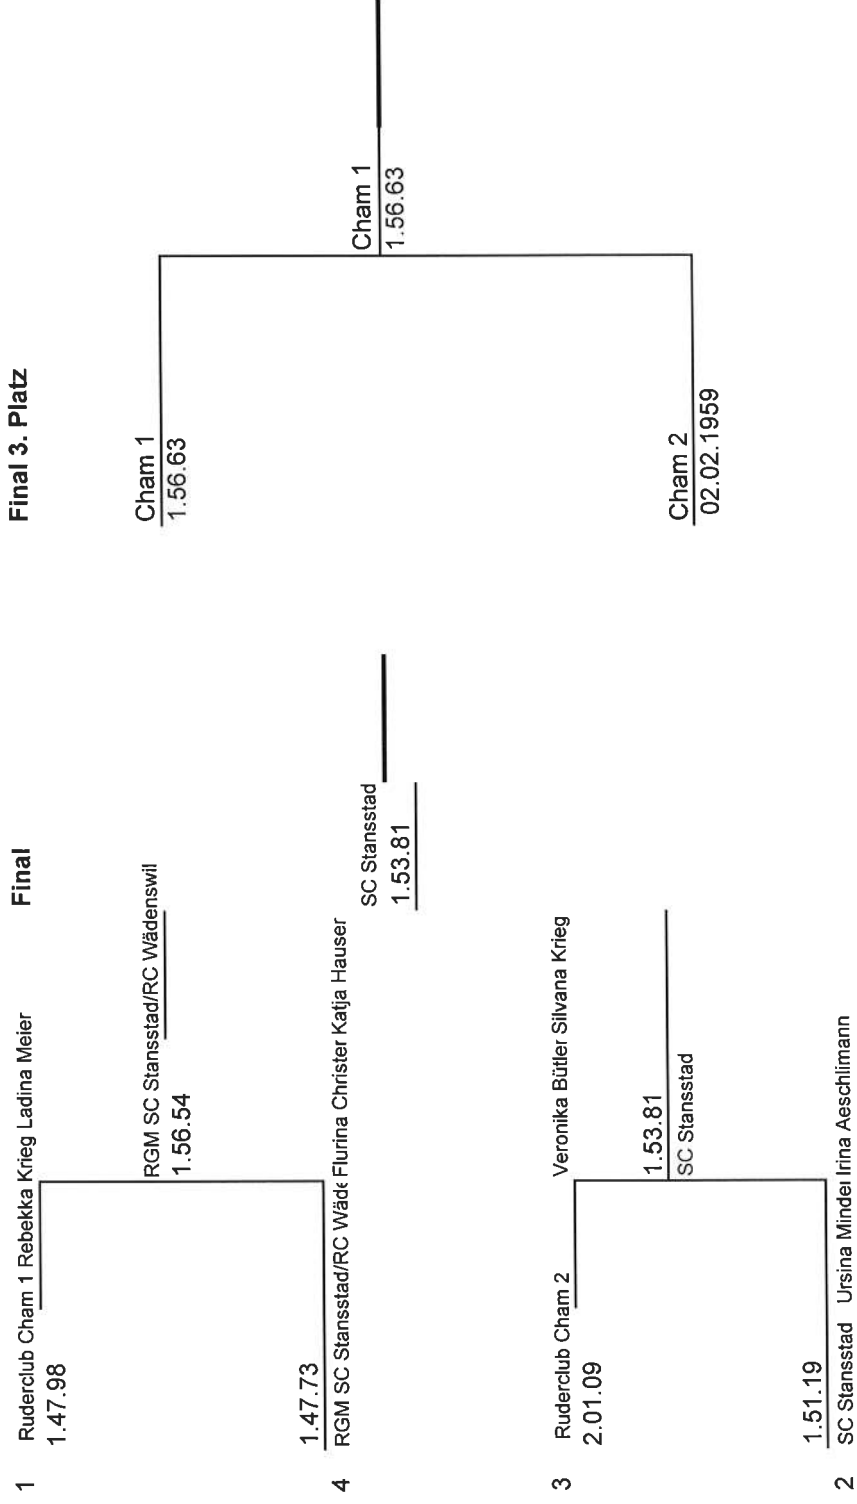 Final
Final 3. Platz
1
Ruderclub Cham 1 Rebekka Krieg Ladina Meier
1.47.98
RGM SC Stansstad/RC Wädenswil
1.56.54
1.47.73
4
RGM SC Stansstad/RC Wäde Flurina Christer Katja Hauser
SC Stansstad
1.53.81
3
Ruderclub Cham 2 Veronika Bütler Silvana Krieg
2.01.09
1.53.81
SC Stansstad
1.51.19
2
SC Stansstad Ursina Minder Irina Aeschlimann
Cham 1
1.56.63
Cham 1
1.56.63
Cham 2
02.02.1959